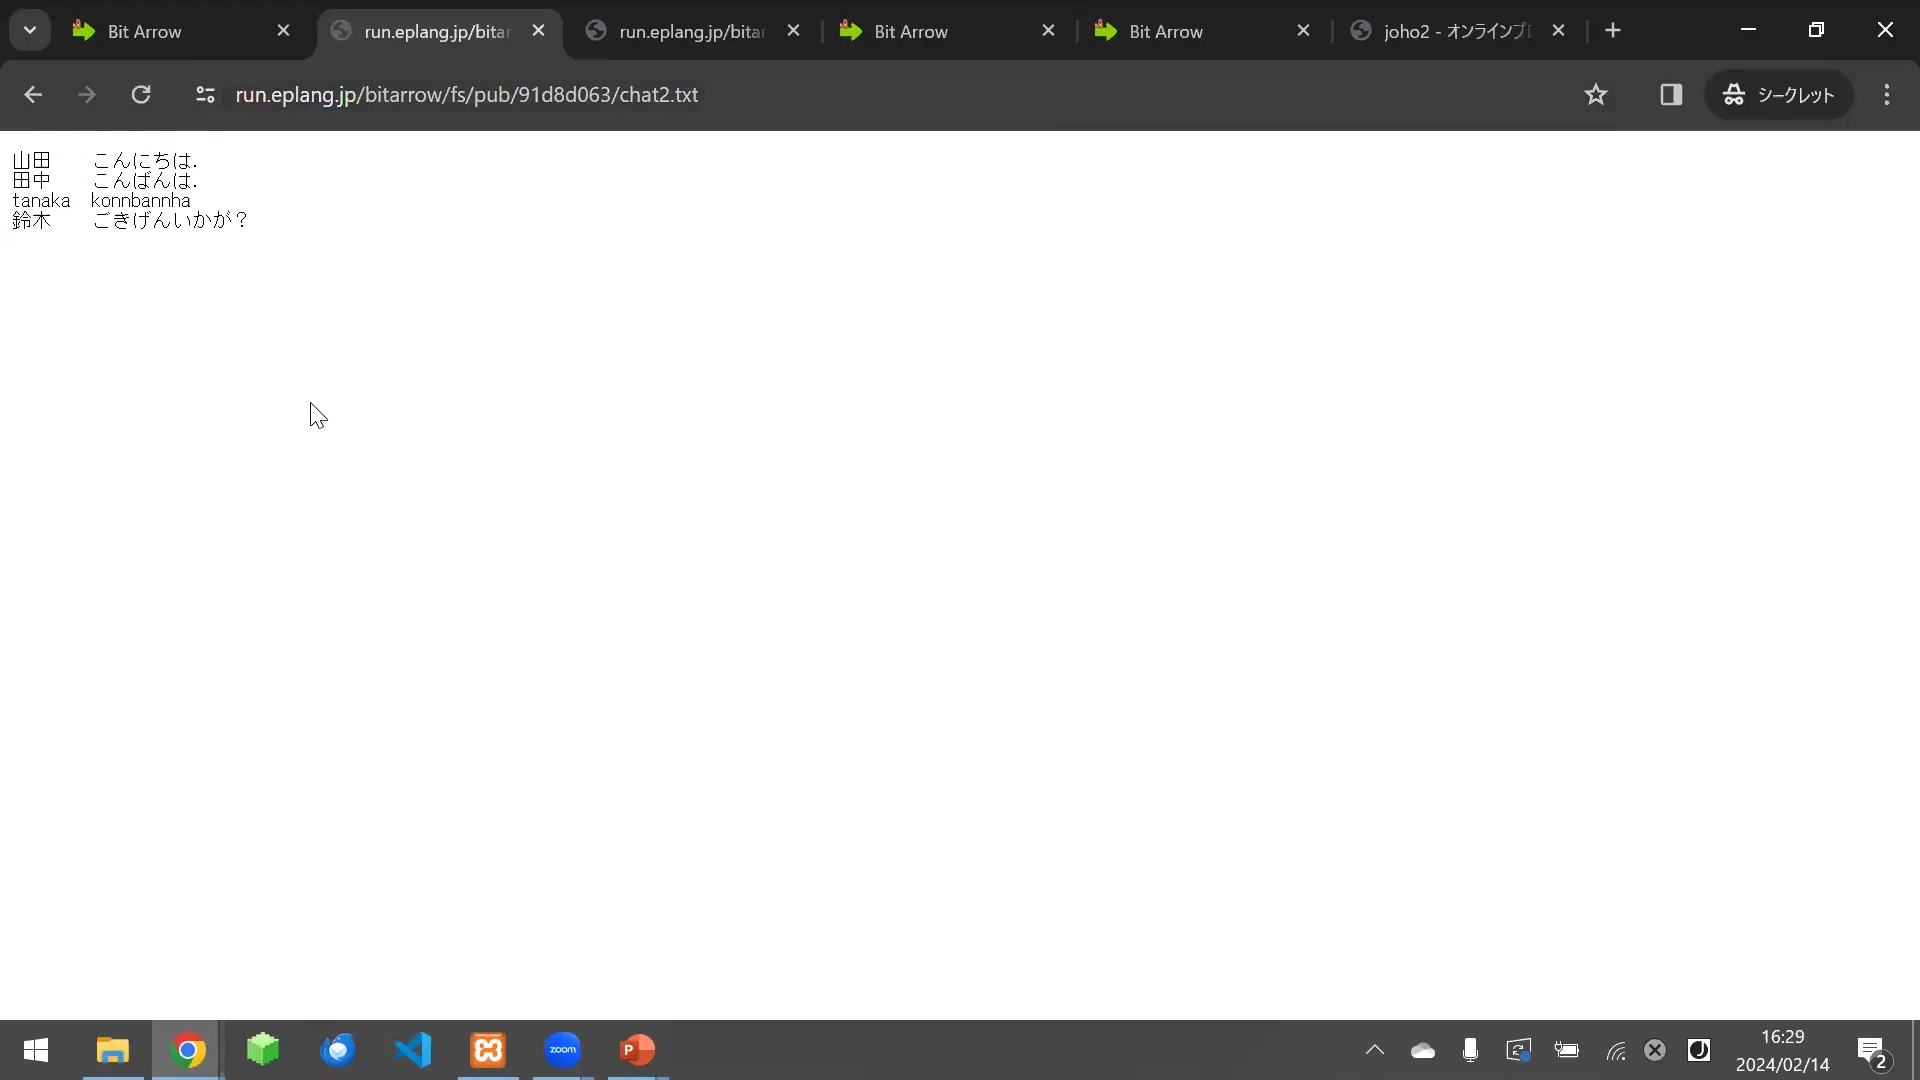 Bit Arrow
run.eplang.jp/bitar
run.eplang.jp/bitar
Bit Arrow
Bit Arrow
joho2 - オンラインプ
run.eplang.jp/bitarrow/fs/pub/91d8d063/chat2.txt
シークレット
山田 こんにちは.
田中 こんばんは.
tanaka konnbannha
鈴木 ごきげんいかが？
zoom
P
16:29
2024/02/14
2